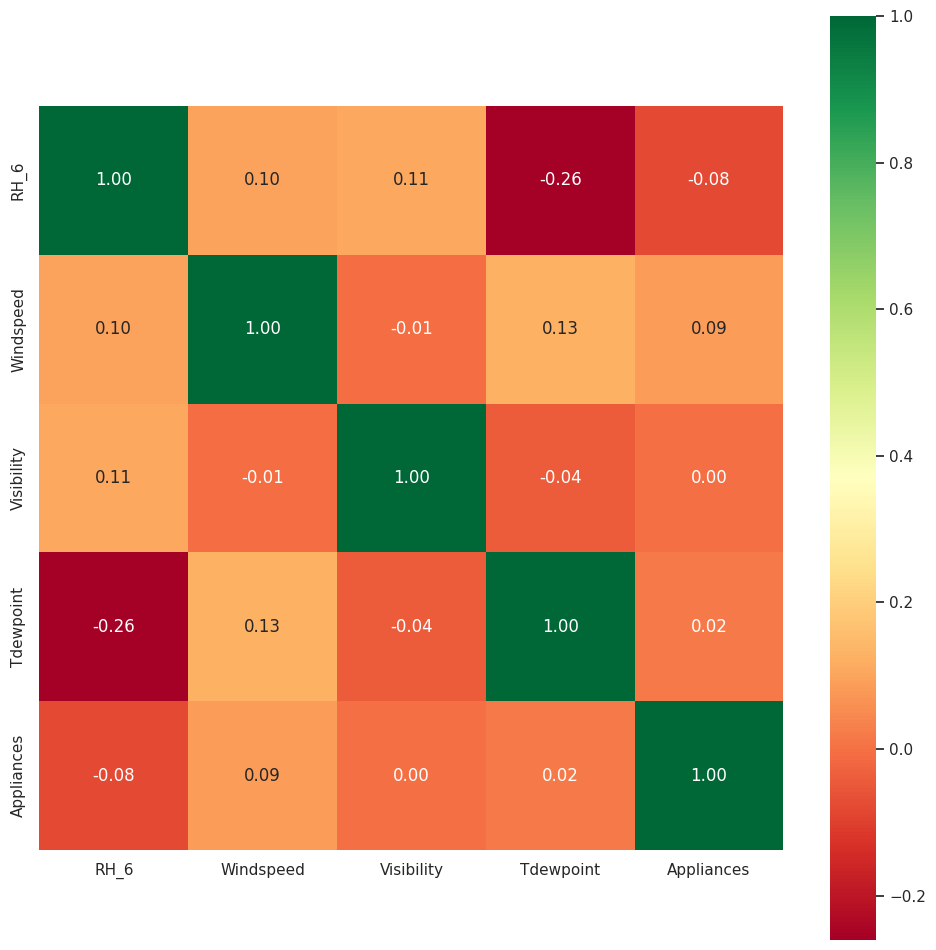 1.0
RH_6 1.00 0.10 0.11 -0.26 -0.08
0.8
Windspeed 0.10 1.00 -0.01 0.13 0.09
0.6
Visibility 0.11 -0.01 1.00 -0.04 0.00
0.4
Tdewpoint -0.26 0.13 -0.04 1.00 0.02
0.2
Appliances -0.08 0.09 0.00 0.02 1.00
0.0
RH_6 Windspeed Visibility Tdewpoint Appliances
−0.2